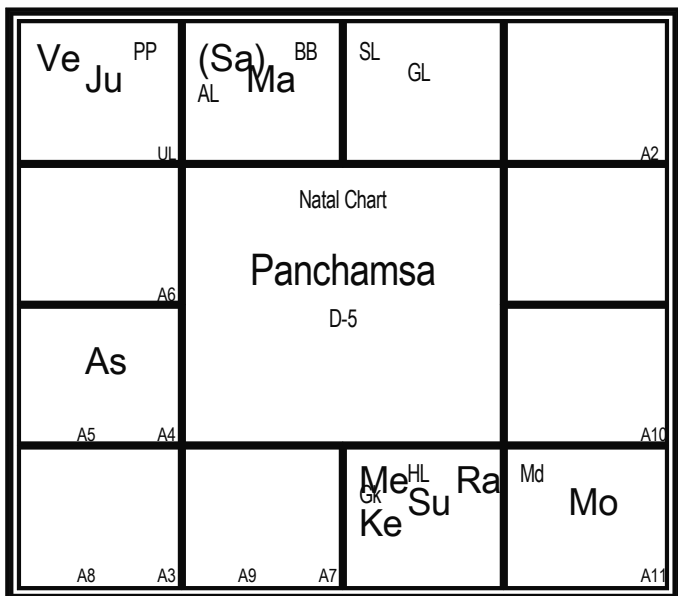 Ve Ju PP UL
(Sa) Ma BB AL
SL GL
A2
A6
Natal Chart
Panchamsa
D-5
As
A5 A4
A10
A8 A3
A9 A7
Me HL Ra
Gk Su
Ke
Md Mo
A11